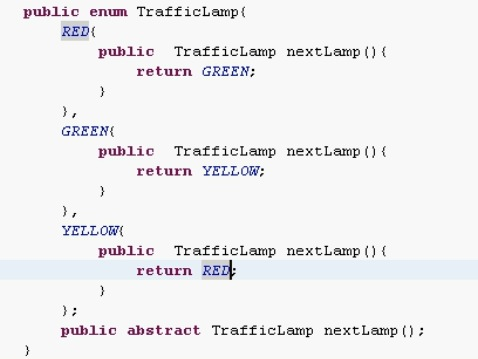 public enum TrafficLamp{
RED{
public  TrafficLamp nextLamp(){
return GREEN;
}
},
GREEN{
public  TrafficLamp nextLamp(){
return YELLOW;
}
},
YELLOW{
public  TrafficLamp nextLamp(){
return RED;
}
};
public abstract TrafficLamp nextLamp();
}